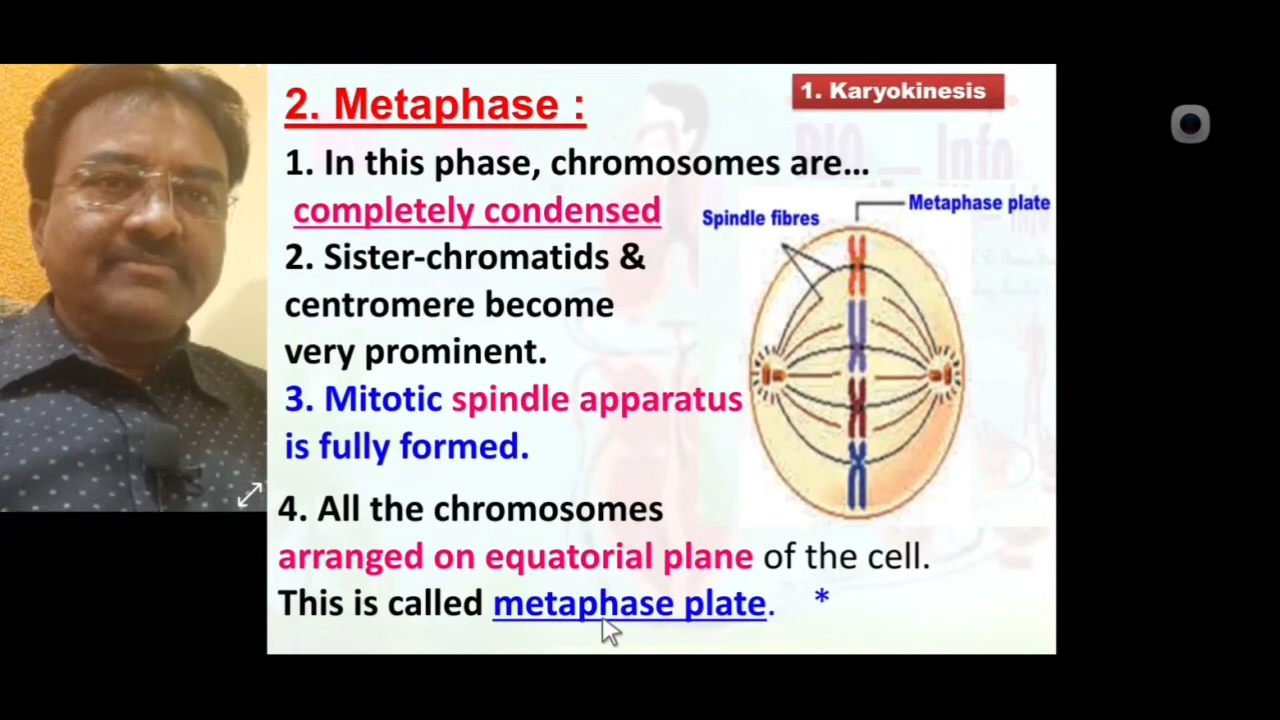 1. Karyokinesis
2. Metaphase :
1. In this phase, chromosomes are...
completely condensed
2. Sister-chromatids &
centromere become
very prominent.
3. Mitotic spindle apparatus
is fully formed.
4. All the chromosomes
arranged on equatorial plane of the cell.
This is called metaphase plate. *
Spindle fibres
Metaphase plate
BIO — Info